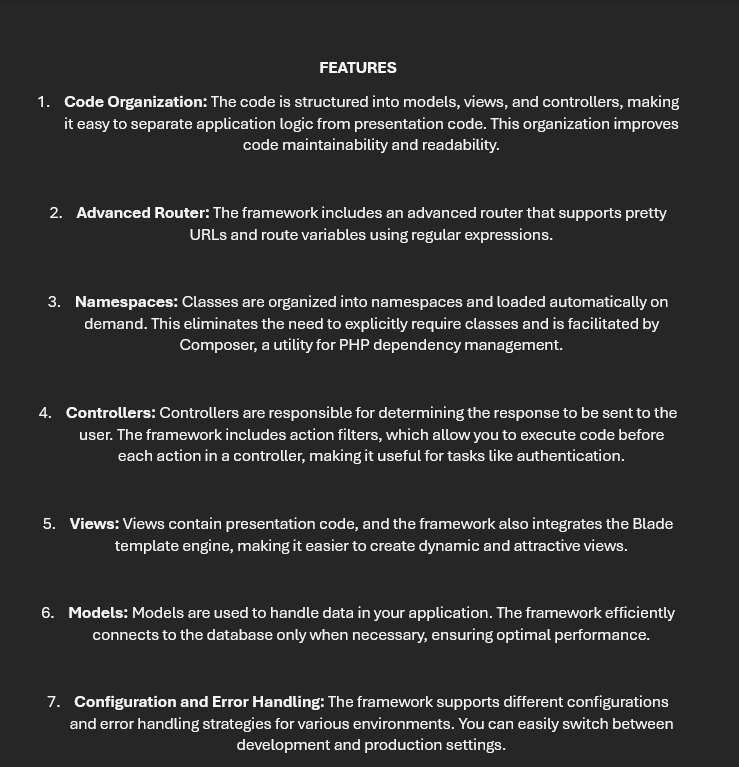 FEATURES
1. Code Organization: The code is structured into models, views, and controllers, making
it easy to separate application logic from presentation code. This organization improves
code maintainability and readability.
2. Advanced Router: The framework includes an advanced router that supports pretty
URLs and route variables using regular expressions.
3. Namespaces: Classes are organized into namespaces and loaded automatically on
demand. This eliminates the need to explicitly require classes and is facilitated by
Composer, a utility for PHP dependency management.
4. Controllers: Controllers are responsible for determining the response to be sent to the
user. The framework includes action filters, which allow you to execute code before
each action in a controller, making it useful for tasks like authentication.
5. Views: Views contain presentation code, and the framework also integrates the Blade
template engine, making it easier to create dynamic and attractive views.
6. Models: Models are used to handle data in your application. The framework efficiently
connects to the database only when necessary, ensuring optimal performance.
7. Configuration and Error Handling: The framework supports different configurations
and error handling strategies for various environments. You can easily switch between
development and production settings.